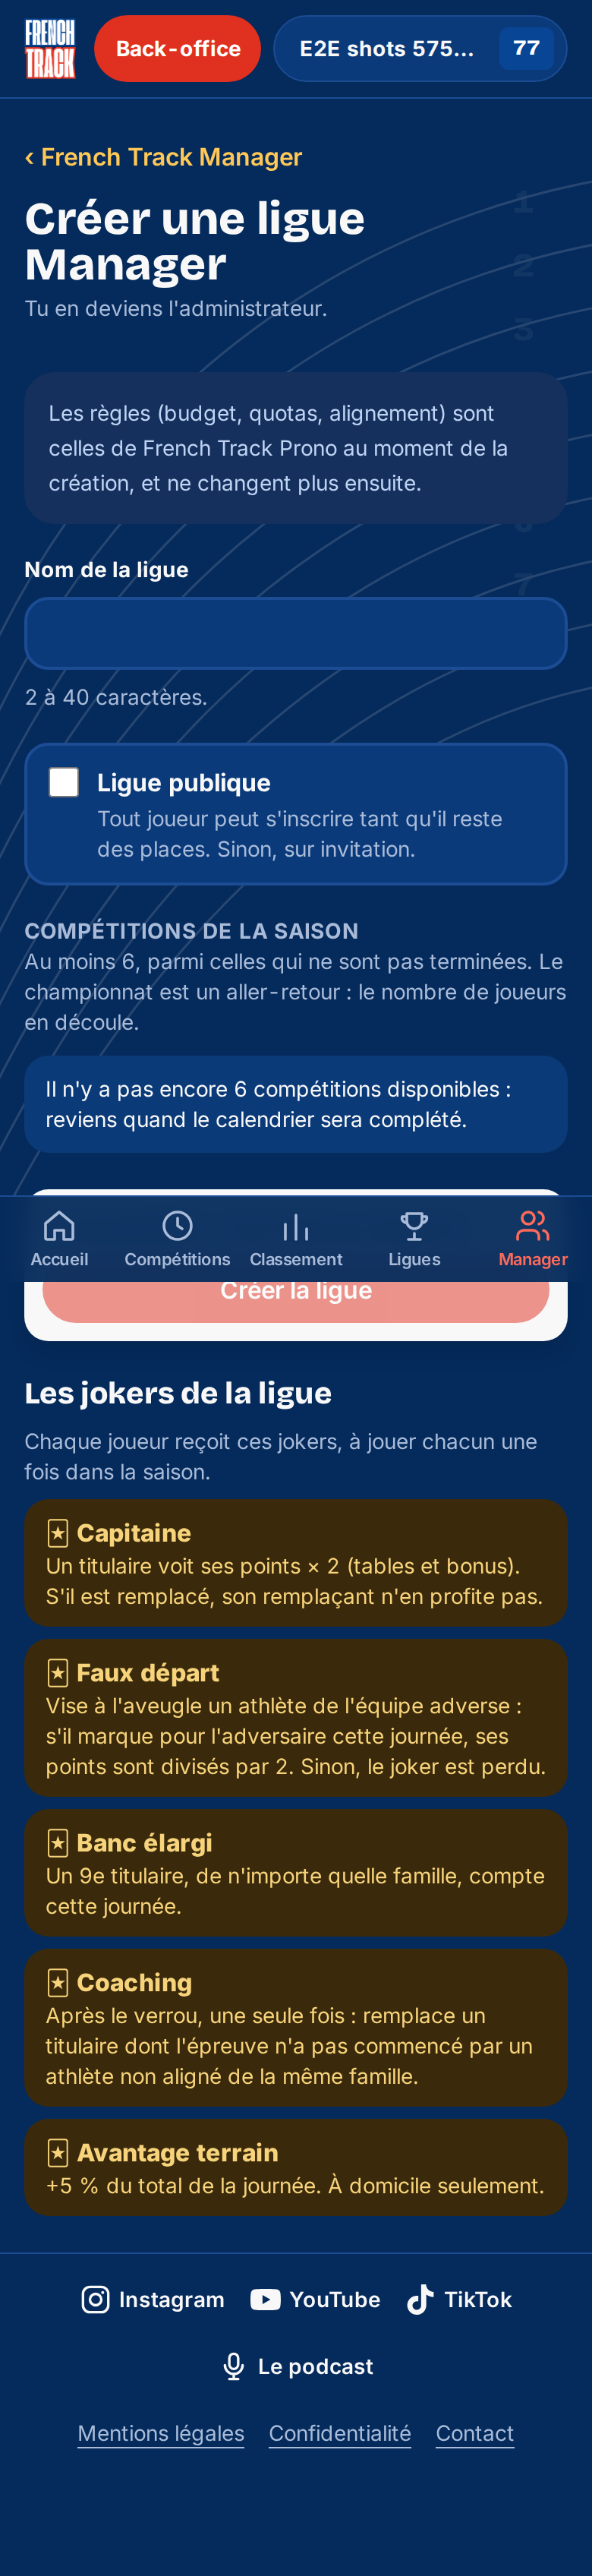 FRENCH
TRACK
Back-office
E2E shots 575...
77
‹ French Track Manager
Créer une ligue
Manager
Tu en deviens l'administrateur.
1
2
3
Les règles (budget, quotas, alignement) sont
celles de French Track Prono au moment de la
création, et ne changent plus ensuite.
Nom de la ligue
7
2 à 40 caractères.
Ligue publique
Tout joueur peut s'inscrire tant qu'il reste
des places. Sinon, sur invitation.
COMPÉTITIONS DE LA SAISON
Au moins 6, parmi celles qui ne sont pas terminées. Le
championnat est un aller-retour : le nombre de joueurs
en découle.
Il n'y a pas encore 6 compétitions disponibles :
reviens quand le calendrier sera complété.
Accueil
Compétitions
Classement
Ligues
Manager
Créer la ligue
Les jokers de la ligue
Chaque joueur reçoit ces jokers, à jouer chacun une
fois dans la saison.
Capitaine
Un titulaire voit ses points × 2 (tables et bonus).
S'il est remplacé, son remplaçant n'en profite pas.
Faux départ
Vise à l'aveugle un athlète de l'équipe adverse :
s'il marque pour l'adversaire cette journée, ses
points sont divisés par 2. Sinon, le joker est perdu.
Banc élargi
Un 9e titulaire, de n'importe quelle famille, compte
cette journée.
Coaching
Après le verrou, une seule fois : remplace un
titulaire dont l'épreuve n'a pas commencé par un
athlète non aligné de la même famille.
Avantage terrain
+5 % du total de la journée. À domicile seulement.
Instagram
YouTube
TikTok
Le podcast
Mentions légales
Confidentialité
Contact